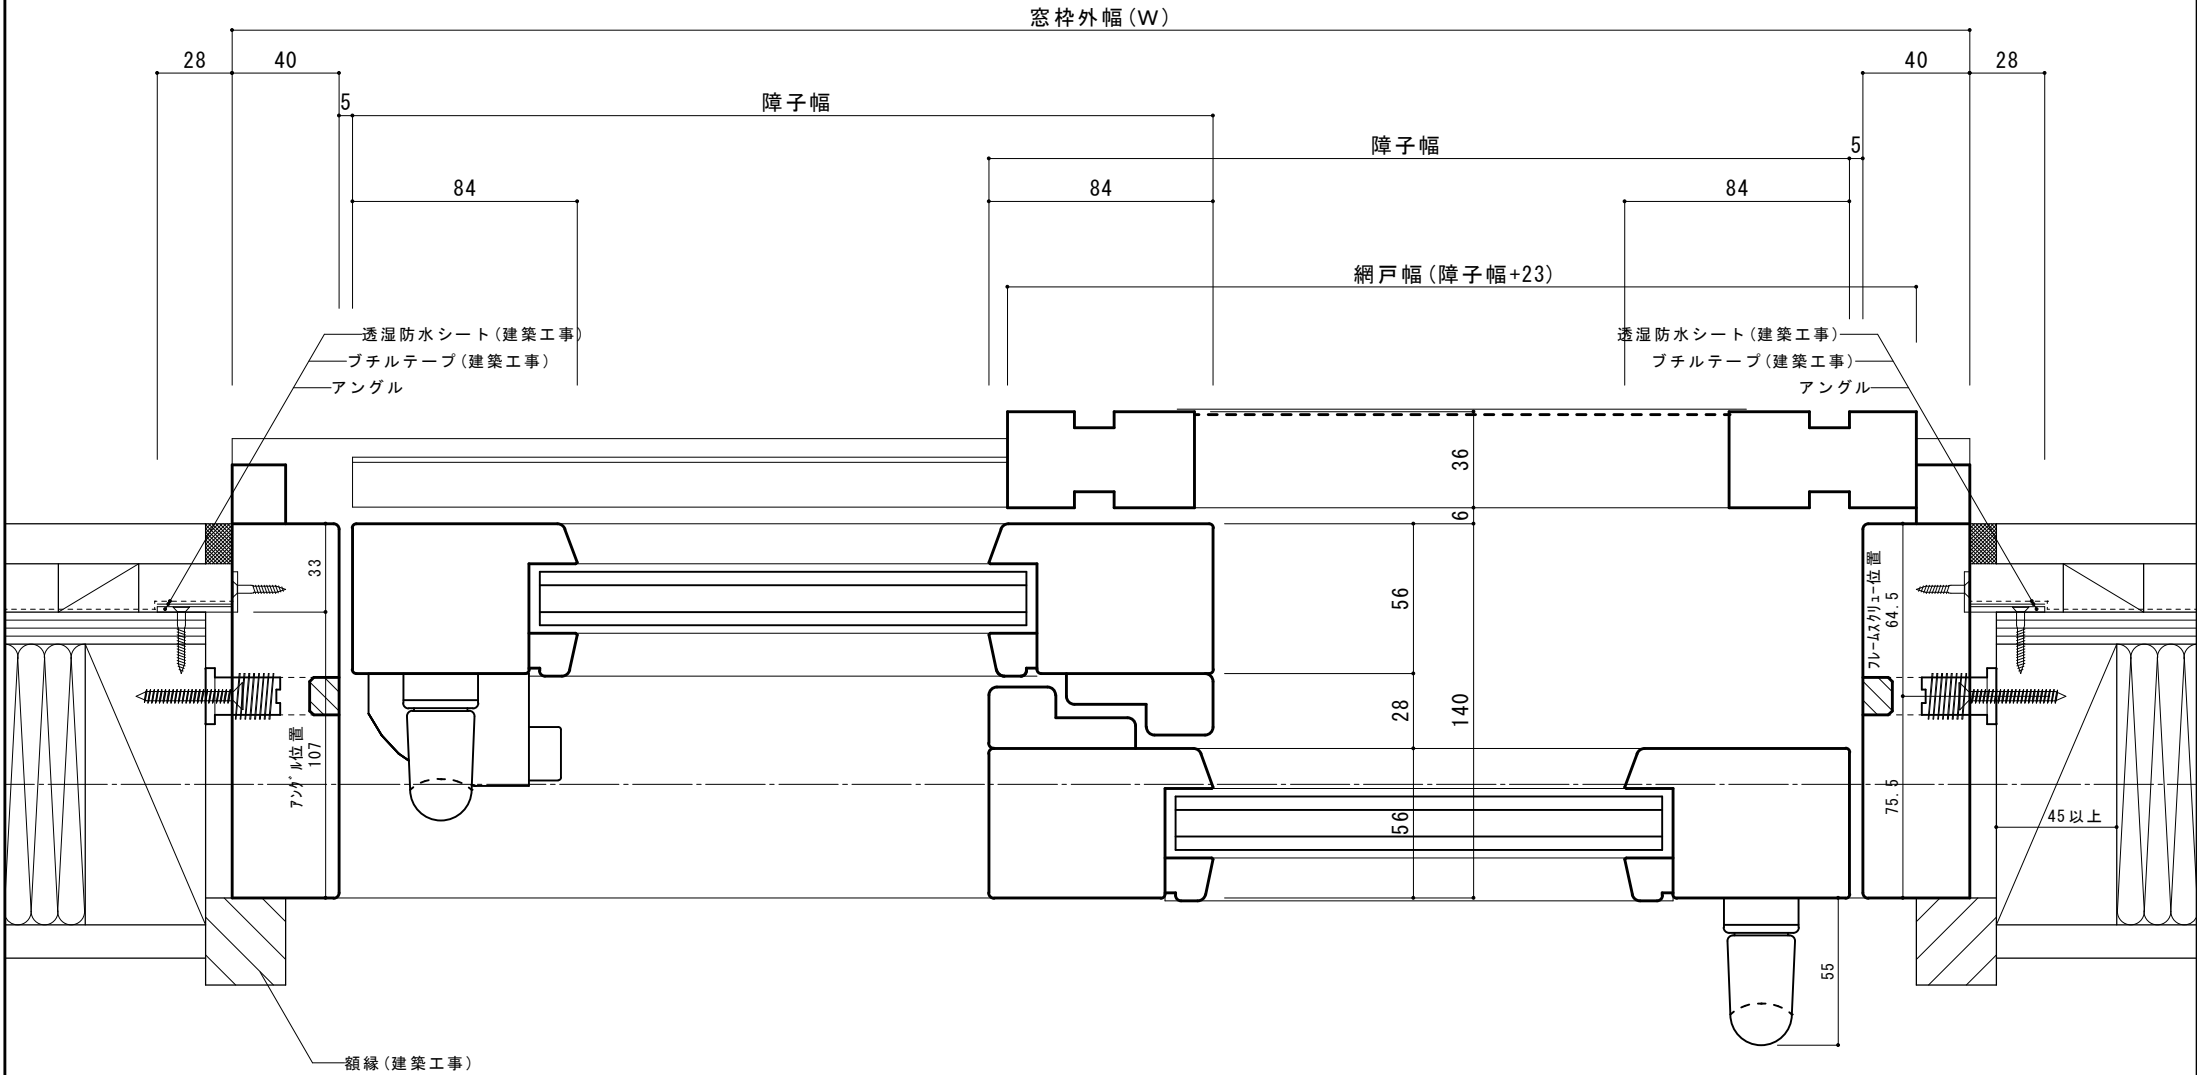 窓枠外幅(W)
28
40
40
28
5
障子幅
障子幅
5
84
84
84
網戸幅(障子幅+23)
透湿防水シート(建築工事)
ブチルテープ(建築工事)
アングル
透湿防水シート(建築工事)
ブチルテープ(建築工事)
アングル
36
6
33
56
フレームスクリュー位置
64.5
28
140
アングル位置
107
75.5
56
45以上
55
額縁(建築工事)